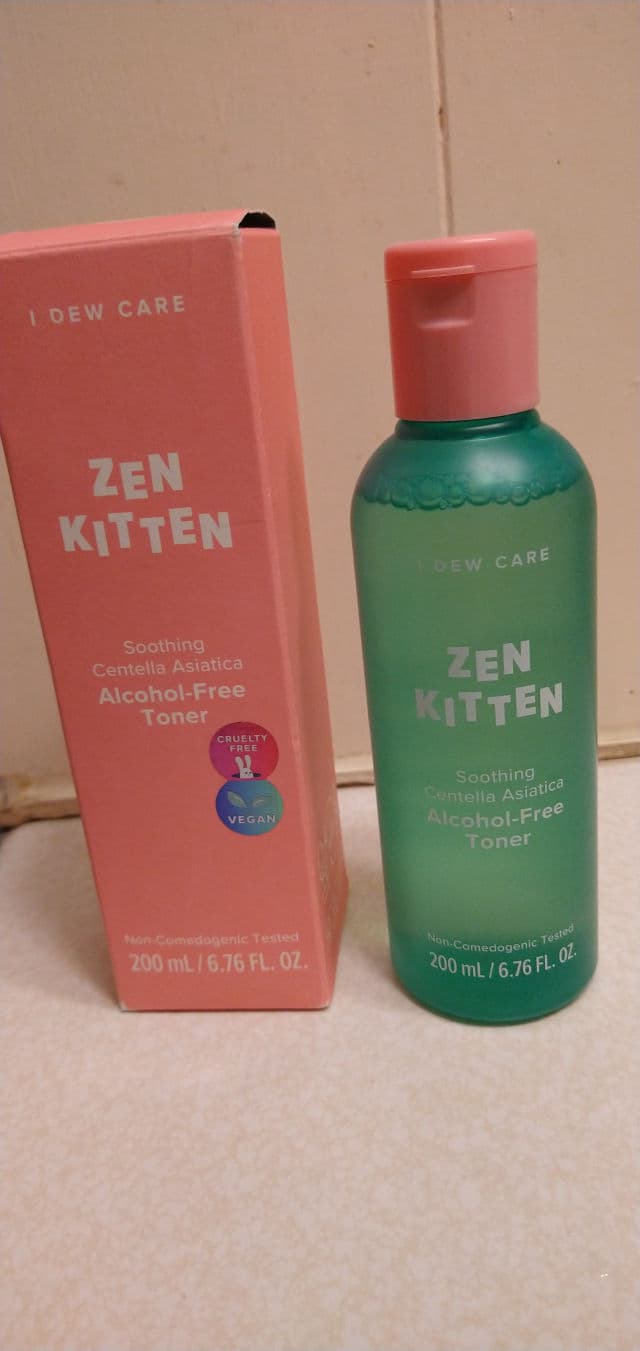 I DEW CARE
ZEN
KITTEN
Soothing
Centella Asiatica
Alcohol-Free
Toner
CRUELTY
FREE
VEGAN
Non-Comedogenic Tested
200 mL / 6.76 FL. OZ.
I DEW CARE
ZEN
KITTEN
Soothing
Centella Asiatica
Alcohol-Free
Toner
Non-Comedogenic Tested
200 mL / 6.76 FL. OZ.